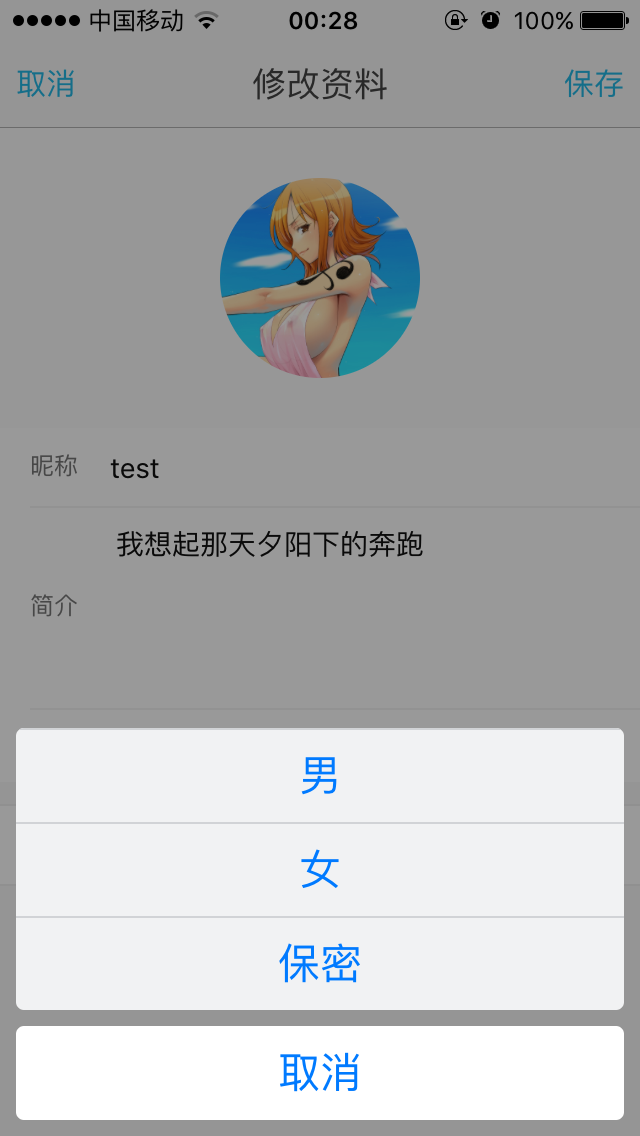 中国移动 00:28 100%
取消 修改资料 保存
昵称 test
我想起那天夕阳下的奔跑
简介
男
女
保密
取消